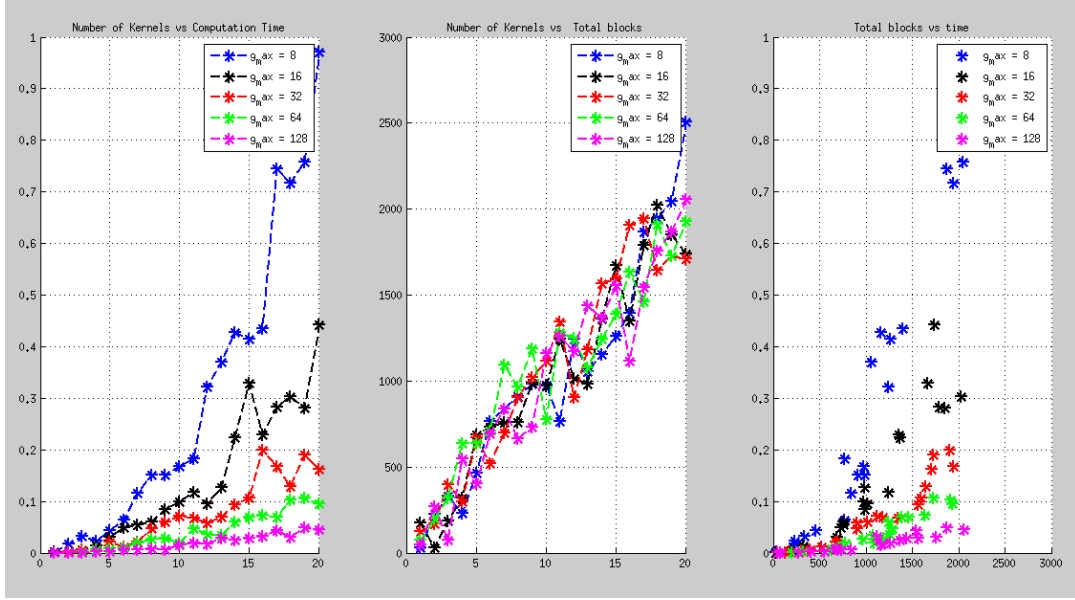 Number of Kernels vs Computation Time
1
0.9
0.8
0.7
0.6
0.5
0.4
0.3
0.2
0.1
0
0 5 10 15 20
g_max = 8
g_max = 16
g_max = 32
g_max = 64
g_max = 128
Number of Kernels vs Total blocks
3000
2500
2000
1500
1000
500
0
0 5 10 15 20
g_max = 8
g_max = 16
g_max = 32
g_max = 64
g_max = 128
Total blocks vs time
1
0.9
0.8
0.7
0.6
0.5
0.4
0.3
0.2
0.1
0
0 500 1000 1500 2000 2500 3000
g_max = 8
g_max = 16
g_max = 32
g_max = 64
g_max = 128